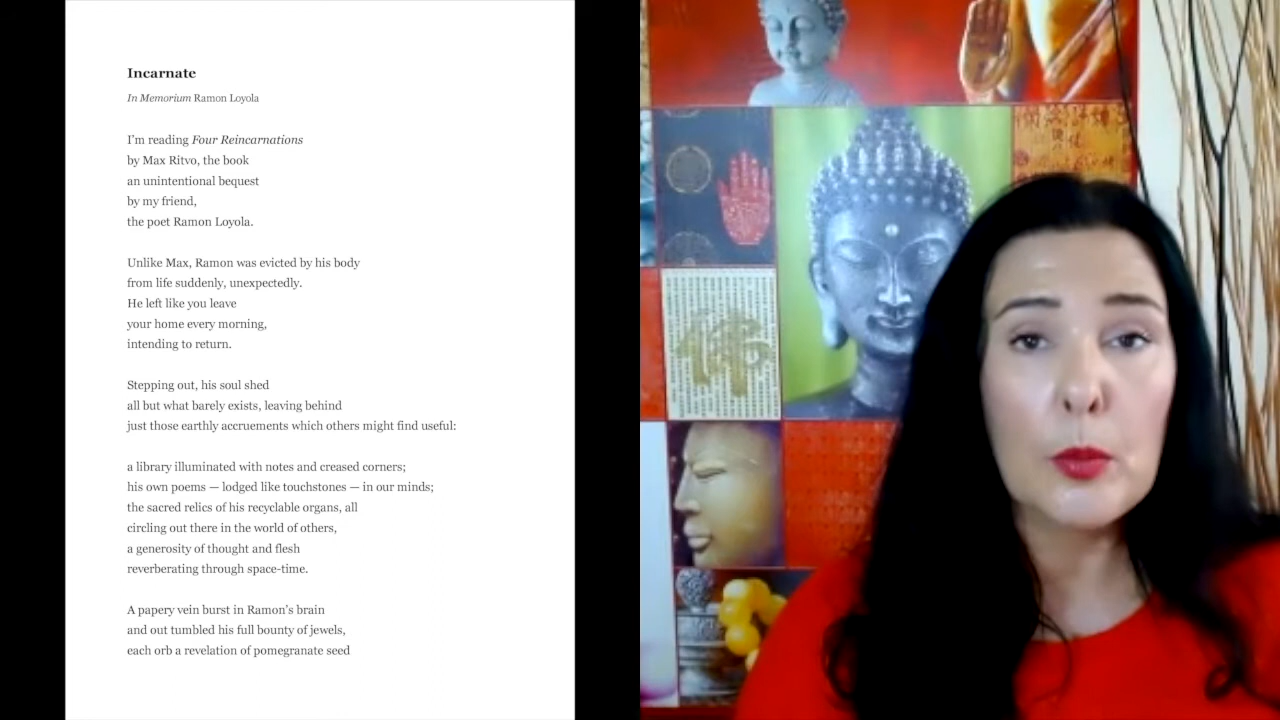 Incarnate
In Memorium Ramon Loyola
I'm reading Four Reincarnations
by Max Ritvo, the book
an unintentional bequest
by my friend,
the poet Ramon Loyola.
Unlike Max, Ramon was evicted by his body
from life suddenly, unexpectedly.
He left like you leave
your home every morning,
intending to return.
Stepping out, his soul shed
all but what barely exists, leaving behind
just those earthly accruements which others might find useful:
a library illuminated with notes and creased corners;
his own poems — lodged like touchstones — in our minds;
the sacred relics of his recyclable organs, all
circling out there in the world of others,
a generosity of thought and flesh
reverberating through space-time.
A papery vein burst in Ramon's brain
and out tumbled his full bounty of jewels,
each orb a revelation of pomegranate seed
佛